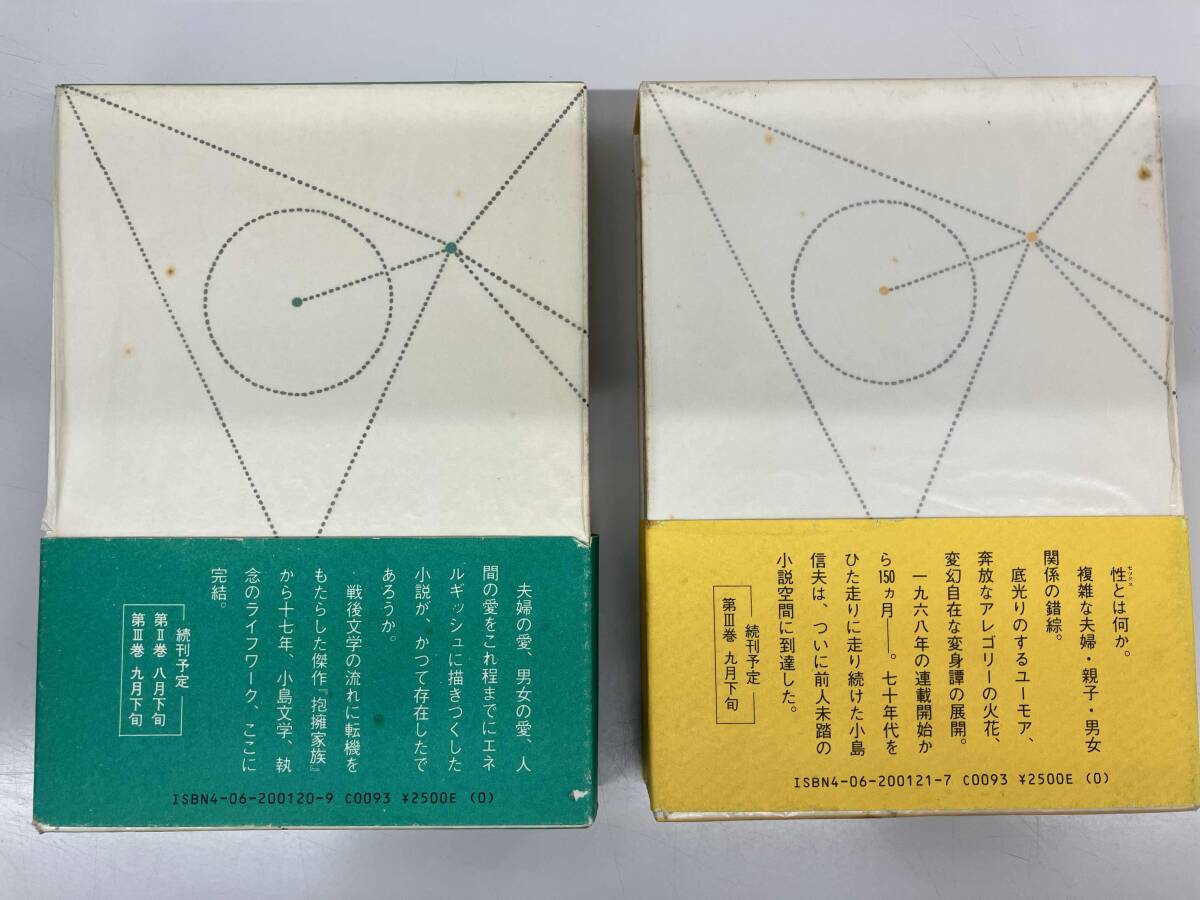 夫婦の愛、男女の愛、人
間の愛をこれ程までにエネ
ルギッシュに描きつくした
小説が、かつて存在したで
あろうか。
戦後文学の流れに転機を
もたらした傑作『抱擁家族』
から十七年、小島文学、執
念のライフワーク、ここに
完結。
続刊予定
第Ⅱ巻 八月下旬
第Ⅲ巻 九月下旬
ISBN4-06-200120-9 C0093 ¥2500E (0)
性とは何か。
セックス
複雑な夫婦・親子・男女
関係の錯綜。
底光りのするユーモア、
奔放なアレゴリーの火花、
変幻自在な変身譚の展開。
一九六八年の連載開始か
ら150ヵ月——。七十年代を
ひた走りに走り続けた小島
信夫は、ついに前人未踏の
小説空間に到達した。
続刊予定
第Ⅲ巻 九月下旬
ISBN4-06-200121-7 C0093 ¥2500E (0)